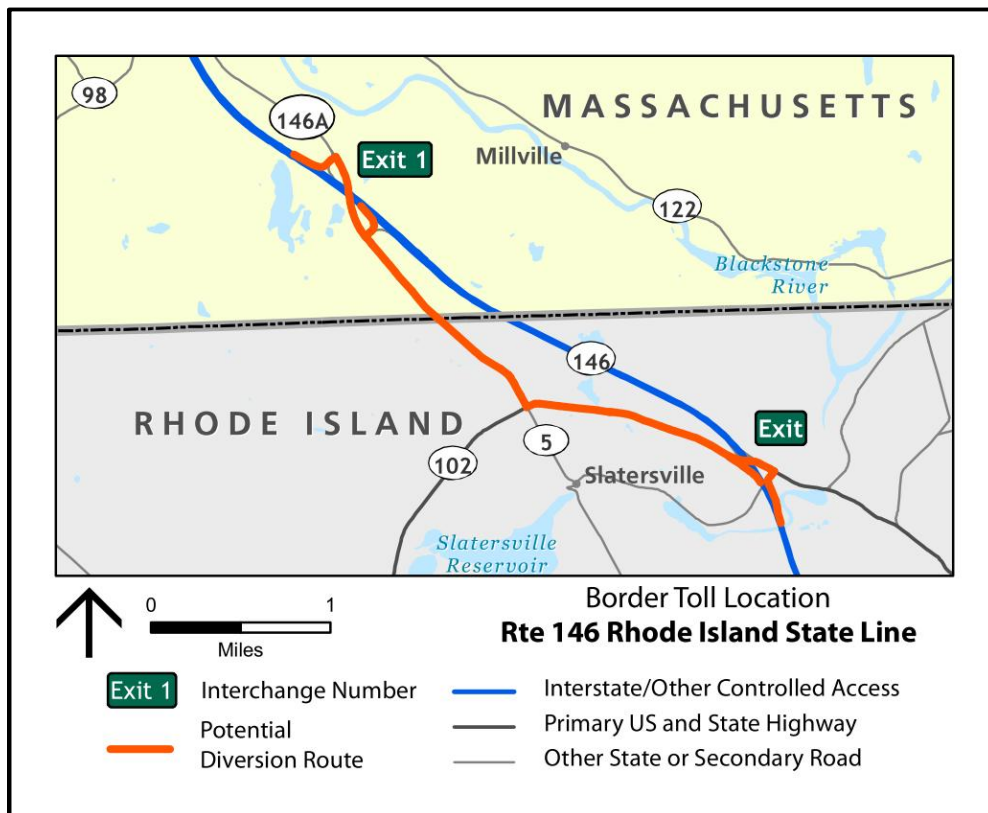 98
146A
Exit 1
MASSACHUSETTS
Millville
122
Blackstone
River
146
RHODE ISLAND
5
Exit
102
Slatersville
Slatersville
Reservoir
0 1
Miles
Border Toll Location
Rte 146 Rhode Island State Line
Exit 1 Interchange Number
Potential
Diversion Route
Interstate/Other Controlled Access
Primary US and State Highway
Other State or Secondary Road